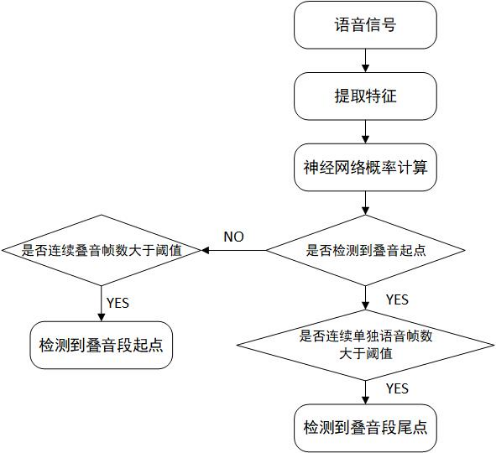 语音信号
提取特征
神经网络概率计算
是否检测到叠音起点
NO
是否连续叠音帧数大于阈值
YES
检测到叠音段起点
YES
是否连续单独语音帧数
大于阈值
YES
检测到叠音段尾点